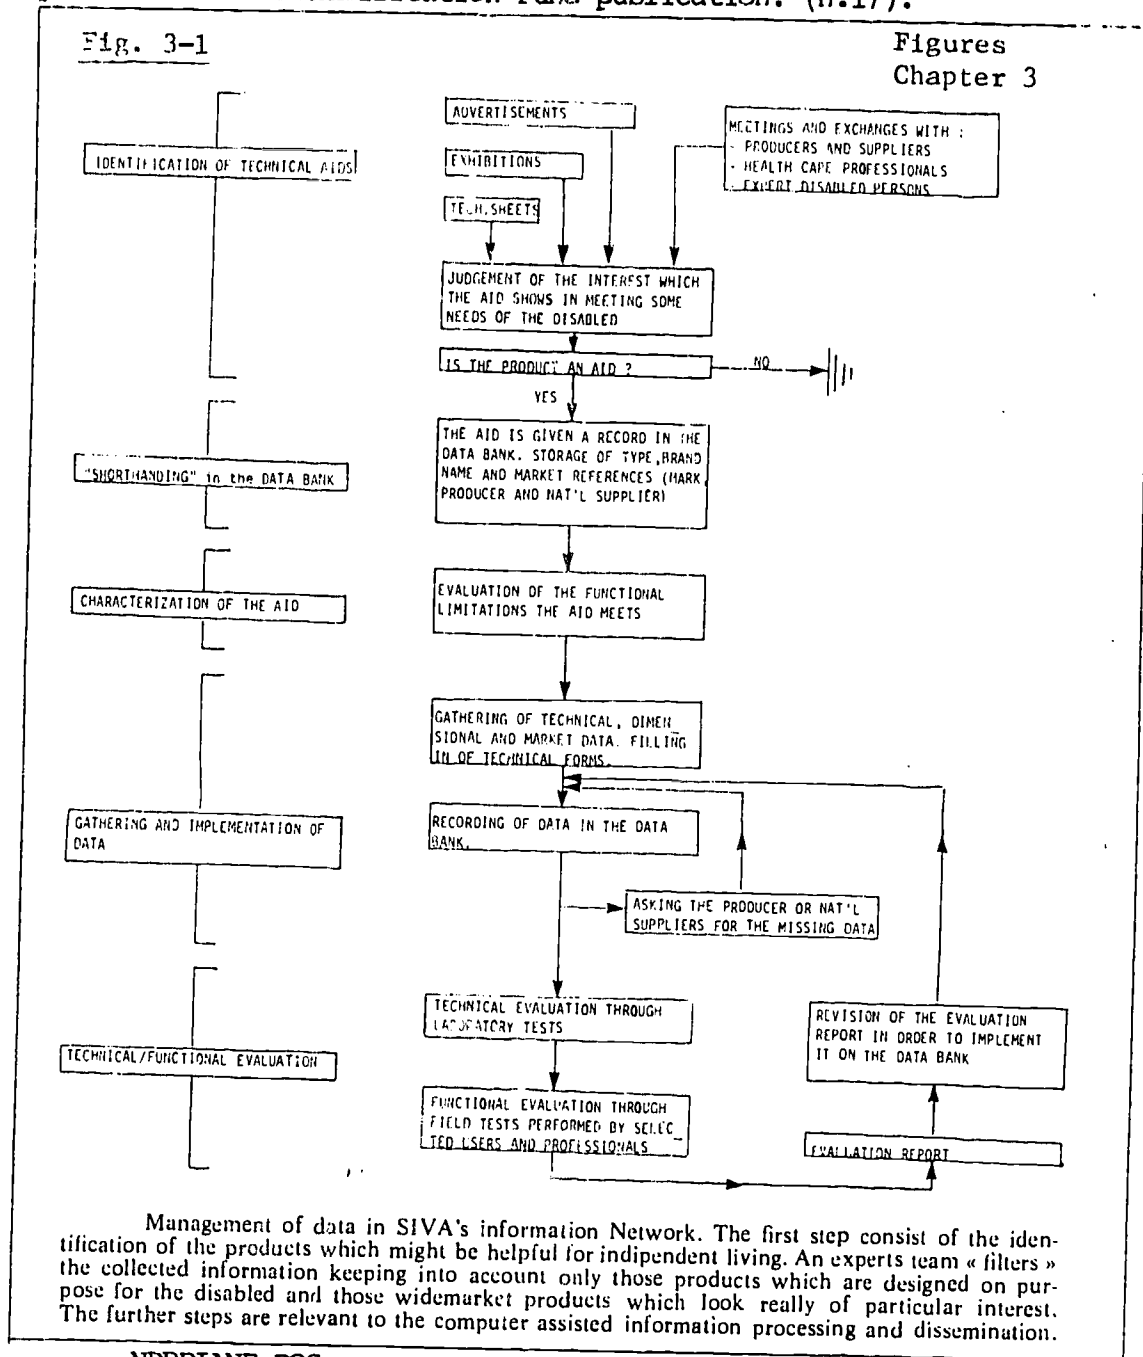 publication. (n.17).
Fig. 3-1
Figures
Chapter 3
IDENTIFICATION OF TECHNICAL AIDS
ADVERTISEMENTS
EXHIBITIONS
TECH.SHEETS
MEETINGS AND EXCHANGES WITH :
- PRODUCERS AND SUPPLIERS
- HEALTH CARE PROFESSIONALS
- EXPERT DISABLED PERSONS
JUDGEMENT OF THE INTEREST WHICH
THE AID SHOWS IN MEETING SOME
NEEDS OF THE DISABLED
IS THE PRODUCT AN AID ?
NO
YES
"SHORTHANDING" in the DATA BANK
THE AID IS GIVEN A RECORD IN THE
DATA BANK. STORAGE OF TYPE,BRAND
NAME AND MARKET REFERENCES (MARK
PRODUCER AND NAT'L SUPPLIER)
CHARACTERIZATION OF THE AID
EVALUATION OF THE FUNCTIONAL
LIMITATIONS THE AID MEETS
GATHERING OF TECHNICAL, DIMEN_
SIONAL AND MARKET DATA. FILLING
IN OF TECHNICAL FORMS.
GATHERING AND IMPLEMENTATION OF
DATA
RECORDING OF DATA IN THE DATA
BANK.
ASKING THE PRODUCER OR NAT'L
SUPPLIERS FOR THE MISSING DATA
TECHNICAL/FUNCTIONAL EVALUATION
TECHNICAL EVALUATION THROUGH
LABORATORY TESTS
FUNCTIONAL EVALUATION THROUGH
FIELD TESTS PERFORMED BY SELEC_
TED USERS AND PROFESSIONALS
REVISION OF THE EVALUATION
REPORT IN ORDER TO IMPLEMENT
IT ON THE DATA BANK
EVALUATION REPORT
Management of data in SIVA's information Network. The first step consist of the iden-
tification of the products which might be helpful for indipendent living. An experts team « filters »
the collected information keeping into account only those products which are designed on pur-
pose for the disabled and those widemarket products which look really of particular interest.
The further steps are relevant to the computer assisted information processing and dissemination.